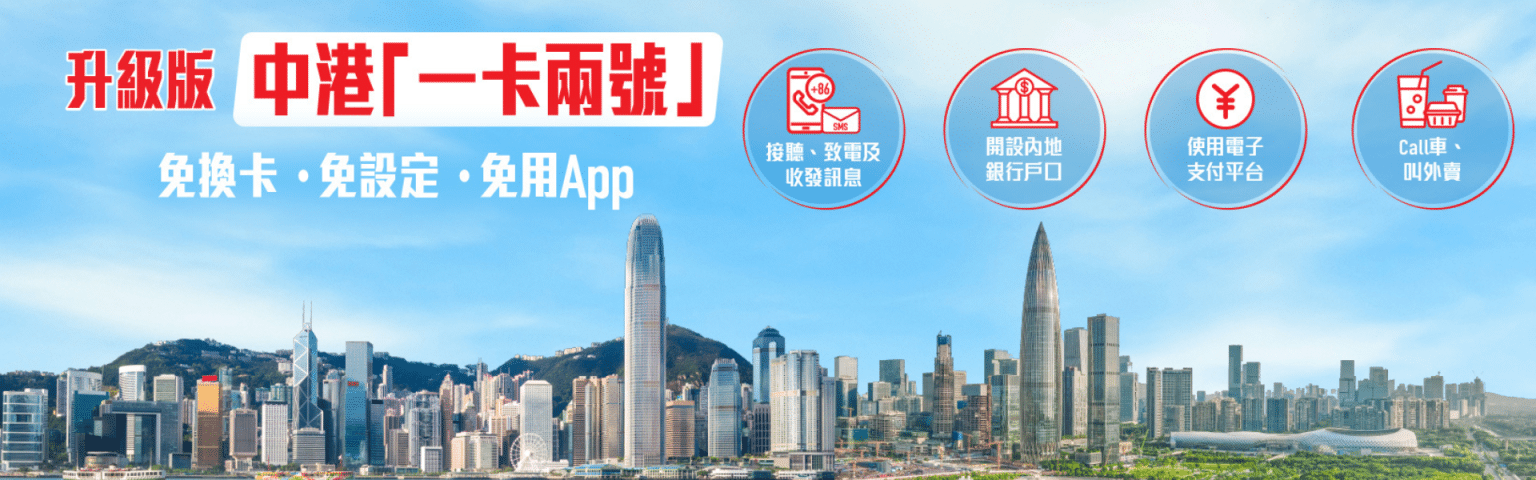 升級版 中港「一卡兩號」
免換卡・免設定・免用App
+86
SMS
接聽、致電及
收發訊息
$
開設內地
銀行戶口
¥
使用電子
支付平台
Call車、
叫外賣